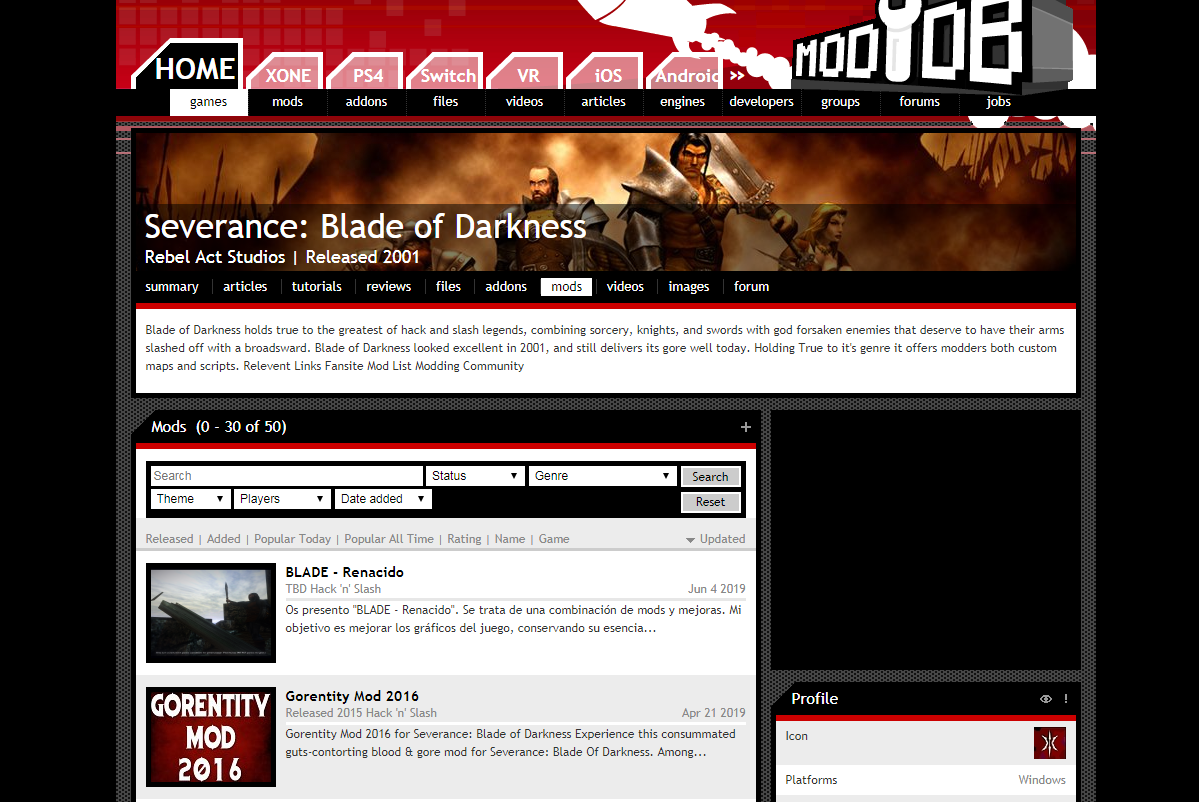 MODDB
HOME XONE PS4 Switch VR iOS Android »
games mods addons files videos articles engines developers groups forums jobs
Severance: Blade of Darkness
Rebel Act Studios | Released 2001
summary articles tutorials reviews files addons mods videos images forum
Blade of Darkness holds true to the greatest of hack and slash legends, combining sorcery, knights, and swords with god forsaken enemies that deserve to have their arms
slashed off with a broadsward. Blade of Darkness looked excellent in 2001, and still delivers its gore well today. Holding True to it's genre it offers modders both custom
maps and scripts. Relevent Links Fansite Mod List Modding Community
Mods (0 - 30 of 50) +
Search Status Genre Search
Theme Players Date added Reset
Released | Added | Popular Today | Popular All Time | Rating | Name | Game Updated
BLADE - Renacido
TBD Hack 'n' Slash Jun 4 2019
Os presento "BLADE - Renacido". Se trata de una combinación de mods y mejoras. Mi
objetivo es mejorar los gráficos del juego, conservando su esencia...
GORENTITY
MOD
2016
Gorentity Mod 2016
Released 2015 Hack 'n' Slash Apr 21 2019
Gorentity Mod 2016 for Severance: Blade of Darkness Experience this consummated
guts-contorting blood & gore mod for Severance: Blade Of Darkness. Among...
Profile !
Icon
Platforms Windows